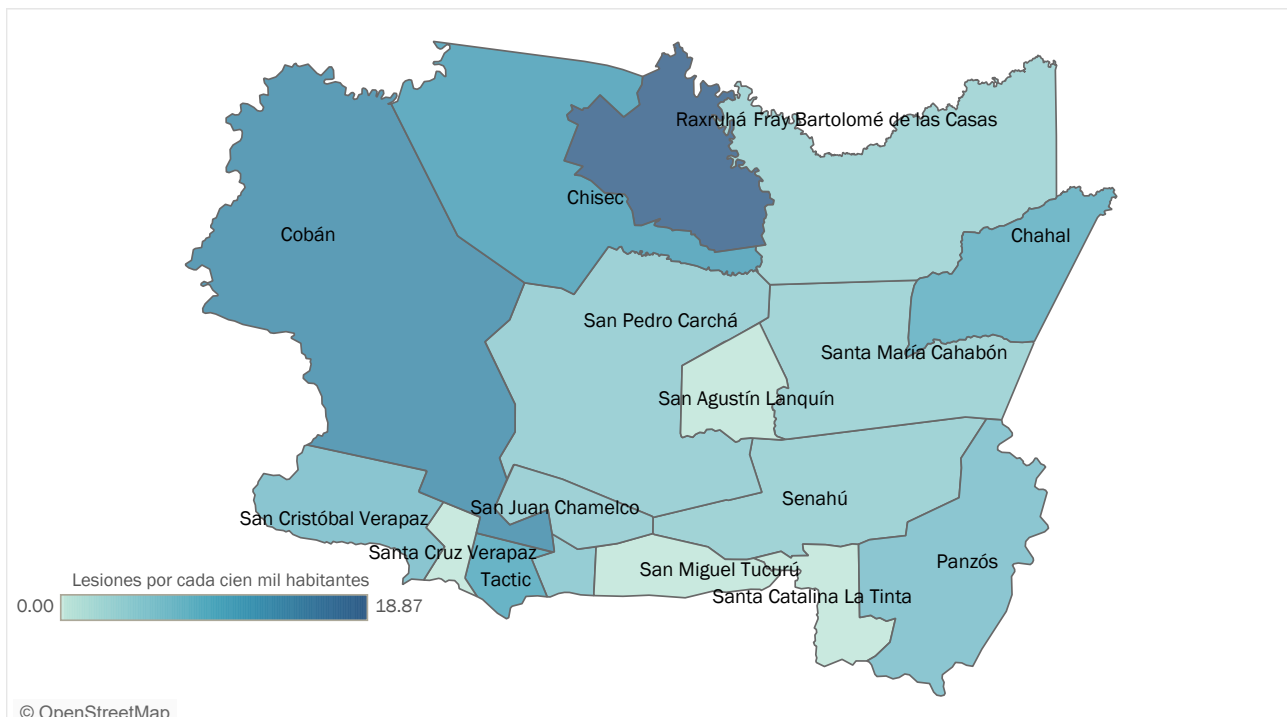 Raxruhá Fray Bartolomé de las Casas
Chisec
Cobán
Chahal
San Pedro Carchá
Santa María Cahabón
San Agustín Lanquín
Senahú
San Juan Chamelco
San Cristóbal Verapaz
Santa Cruz Verapaz
Panzós
San Miguel Tucurú
Tactic
Santa Catalina La Tinta
Lesiones por cada cien mil habitantes
0.00
18.87
© OpenStreetMap